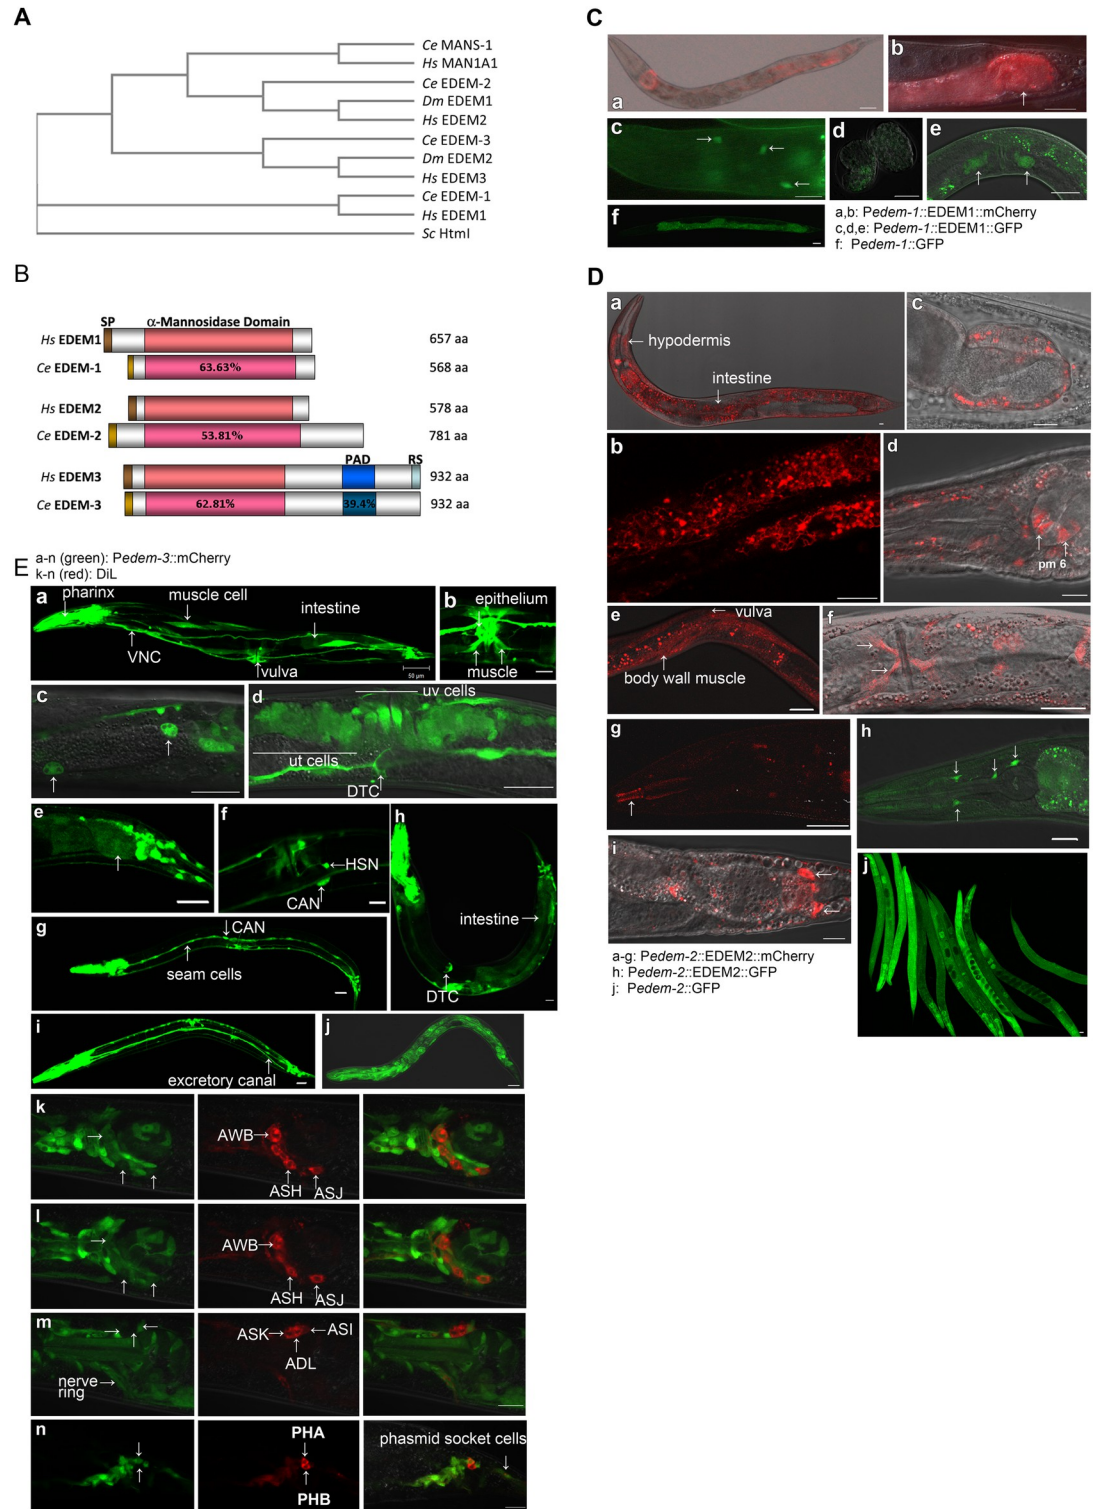 A
Ce MANS-1
Hs MAN1A1
Ce EDEM-2
Dm EDEM1
Hs EDEM2
Ce EDEM-3
Dm EDEM2
Hs EDEM3
Ce EDEM-1
Hs EDEM1
Sc Html
B
SP α-Mannosidase Domain
Hs EDEM1 657 aa
Ce EDEM-1 63.63% 568 aa
Hs EDEM2 578 aa
Ce EDEM-2 53.81% 781 aa
PAD RS
Hs EDEM3 932 aa
Ce EDEM-3 62.81% 39.4% 932 aa
C
a
b
c
d
e
f
a,b: Pedem-1::EDEM1::mCherry
c,d,e: Pedem-1::EDEM1::GFP
f: Pedem-1::GFP
D
a
hypodermis
intestine
c
b
d
pm 6
e
vulva
body wall muscle
f
g
h
i
j
a-g: Pedem-2::EDEM2::mCherry
h: Pedem-2::EDEM2::GFP
j: Pedem-2::GFP
E
a-n (green): Pedem-3::mCherry
k-n (red): DiL
a
pharinx
muscle cell
intestine
VNC
vulva
50 µm
b
epithelium
muscle
c
d
uv cells
ut cells
DTC
e
f
HSN
CAN
h
intestine
DTC
g
CAN
seam cells
i
excretory canal
j
k
AWB
ASH
ASJ
l
AWB
ASH
ASJ
m
nerve
ring
ASK
ASI
ADL
n
PHA
PHB
phasmid socket cells